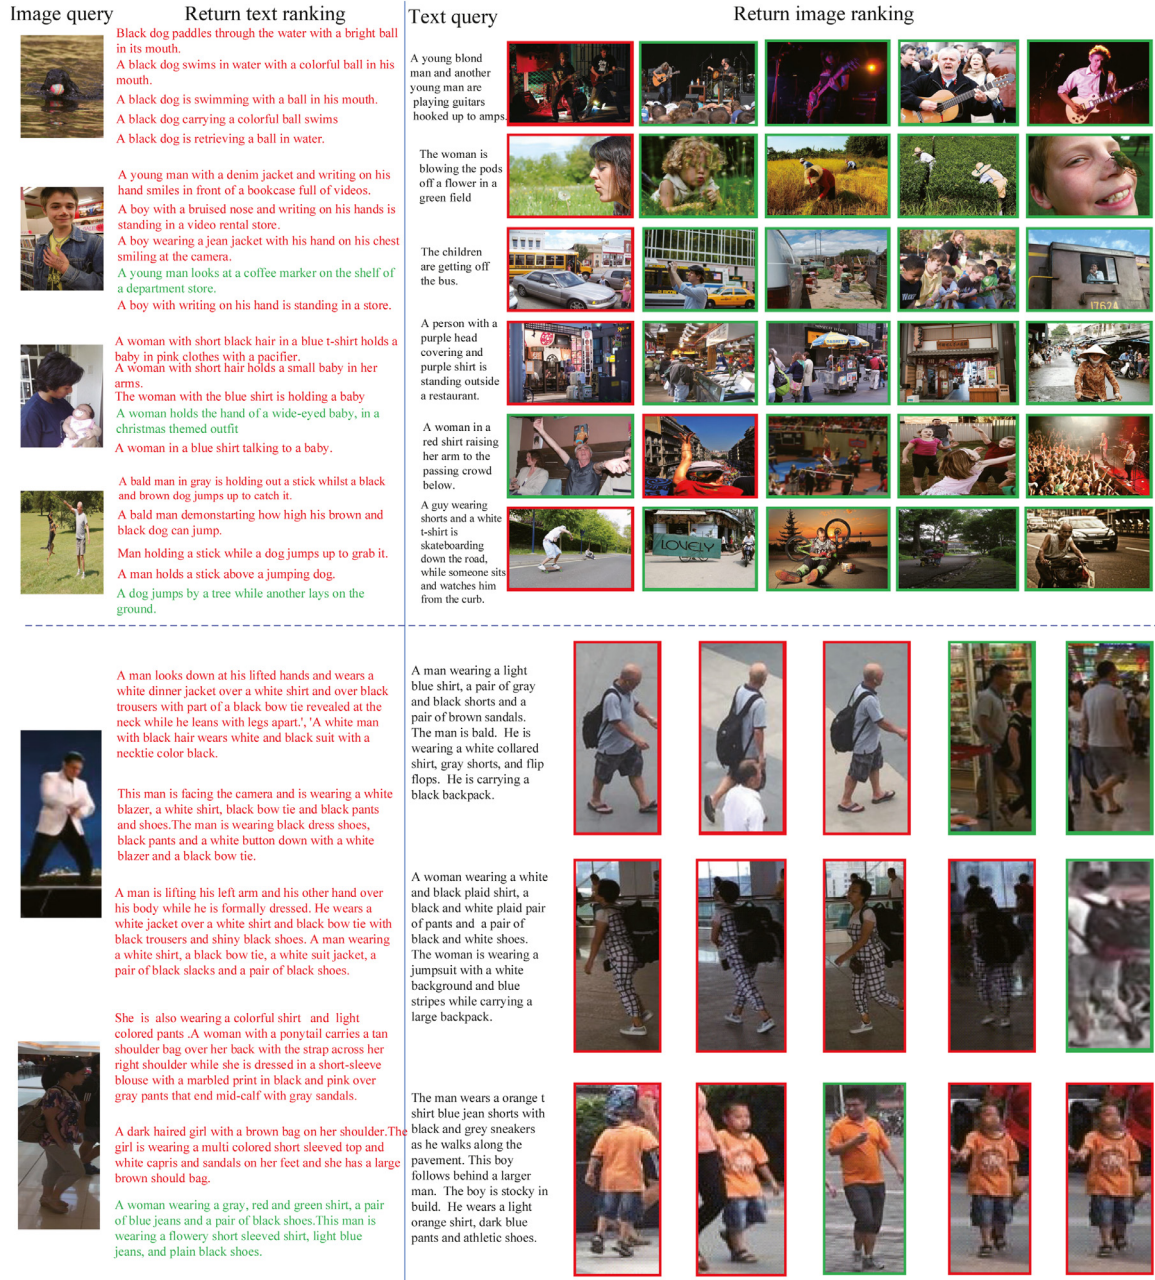 Image query
Return text ranking
Black dog paddles through the water with a bright ball
in its mouth.
A black dog swims in water with a colorful ball in his
mouth.
A black dog is swimming with a ball in his mouth.
A black dog carrying a colorful ball swims
A black dog is retrieving a ball in water.
A young man with a denim jacket and writing on his
hand smiles in front of a bookcase full of videos.
A boy with a bruised nose and writing on his hands is
standing in a video rental store.
A boy wearing a jean jacket with his hand on his chest
smiling at the camera.
A young man looks at a coffee marker on the shelf of
a department store.
A boy with writing on his hand is standing in a store.
A woman with short black hair in a blue t-shirt holds a
baby in pink clothes with a pacifier.
A woman with short hair holds a small baby in her
arms.
The woman with the blue shirt is holding a baby
A woman holds the hand of a wide-eyed baby, in a
christmas themed outfit
A woman in a blue shirt talking to a baby.
A bald man in gray is holding out a stick whilst a black
and brown dog jumps up to catch it.
A bald man demonstarting how high his brown and
black dog can jump.
Man holding a stick while a dog jumps up to grab it.
A man holds a stick above a jumping dog.
A dog jumps by a tree while another lays on the
ground.
Text query
Return image ranking
A young blond
man and another
young man are
playing guitars
hooked up to amps.
The woman is
blowing the pods
off a flower in a
green field
The children
are getting off
the bus.
17624
A person with a
purple head
covering and
purple shirt is
standing outside
a restaurant.
A woman in a
red shirt raising
her arm to the
passing crowd
below.
A guy wearing
shorts and a white
t-shirt is
skateboarding
down the road,
while someone sits
and watches him
from the curb.
LOVELY
A man looks down at his lifted hands and wears a
white dinner jacket over a white shirt and over black
trousers with part of a black bow tie revealed at the
neck while he leans with legs apart.', 'A white man
with black hair wears white and black suit with a
necktie color black.
This man is facing the camera and is wearing a white
blazer, a white shirt, black bow tie and black pants
and shoes.The man is wearing black dress shoes,
black pants and a white button down with a white
blazer and a black bow tie.
A man is lifting his left arm and his other hand over
his body while he is formally dressed. He wears a
white jacket over a white shirt and black bow tie with
black trousers and shiny black shoes. A man wearing
a white shirt, a black bow tie, a white suit jacket, a
pair of black slacks and a pair of black shoes.
She is also wearing a colorful shirt and light
colored pants .A woman with a ponytail carries a tan
shoulder bag over her back with the strap across her
right shoulder while she is dressed in a short-sleeve
blouse with a marbled print in black and pink over
gray pants that end mid-calf with gray sandals.
A dark haired girl with a brown bag on her shoulder.The
girl is wearing a multi colored short sleeved top and
white capris and sandals on her feet and she has a large
brown should bag.
A woman wearing a gray, red and green shirt, a pair
of blue jeans and a pair of black shoes.This man is
wearing a flowery short sleeved shirt, light blue
jeans, and plain black shoes.
A man wearing a light
blue shirt, a pair of gray
and black shorts and a
pair of brown sandals.
The man is bald. He is
wearing a white collared
shirt, gray shorts, and flip
flops. He is carrying a
black backpack.
A woman wearing a white
and black plaid shirt, a
black and white plaid pair
of pants and a pair of
black and white shoes.
The woman is wearing a
jumpsuit with a white
background and blue
stripes while carrying a
large backpack.
The man wears a orange t
shirt blue jean shorts with
black and grey sneakers
as he walks along the
pavement. This boy
follows behind a larger
man. The boy is stocky in
build. He wears a light
orange shirt, dark blue
pants and athletic shoes.